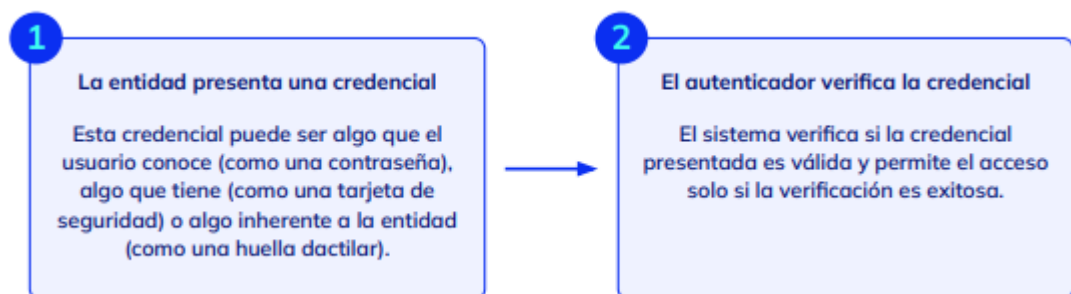 1
La entidad presenta una credencial
Esta credencial puede ser algo que el
usuario conoce (como una contraseña),
algo que tiene (como una tarjeta de
seguridad) o algo inherente a la entidad
(como una huella dactilar).
2
El autenticador verifica la credencial
El sistema verifica si la credencial
presentada es válida y permite el acceso
solo si la verificación es exitosa.